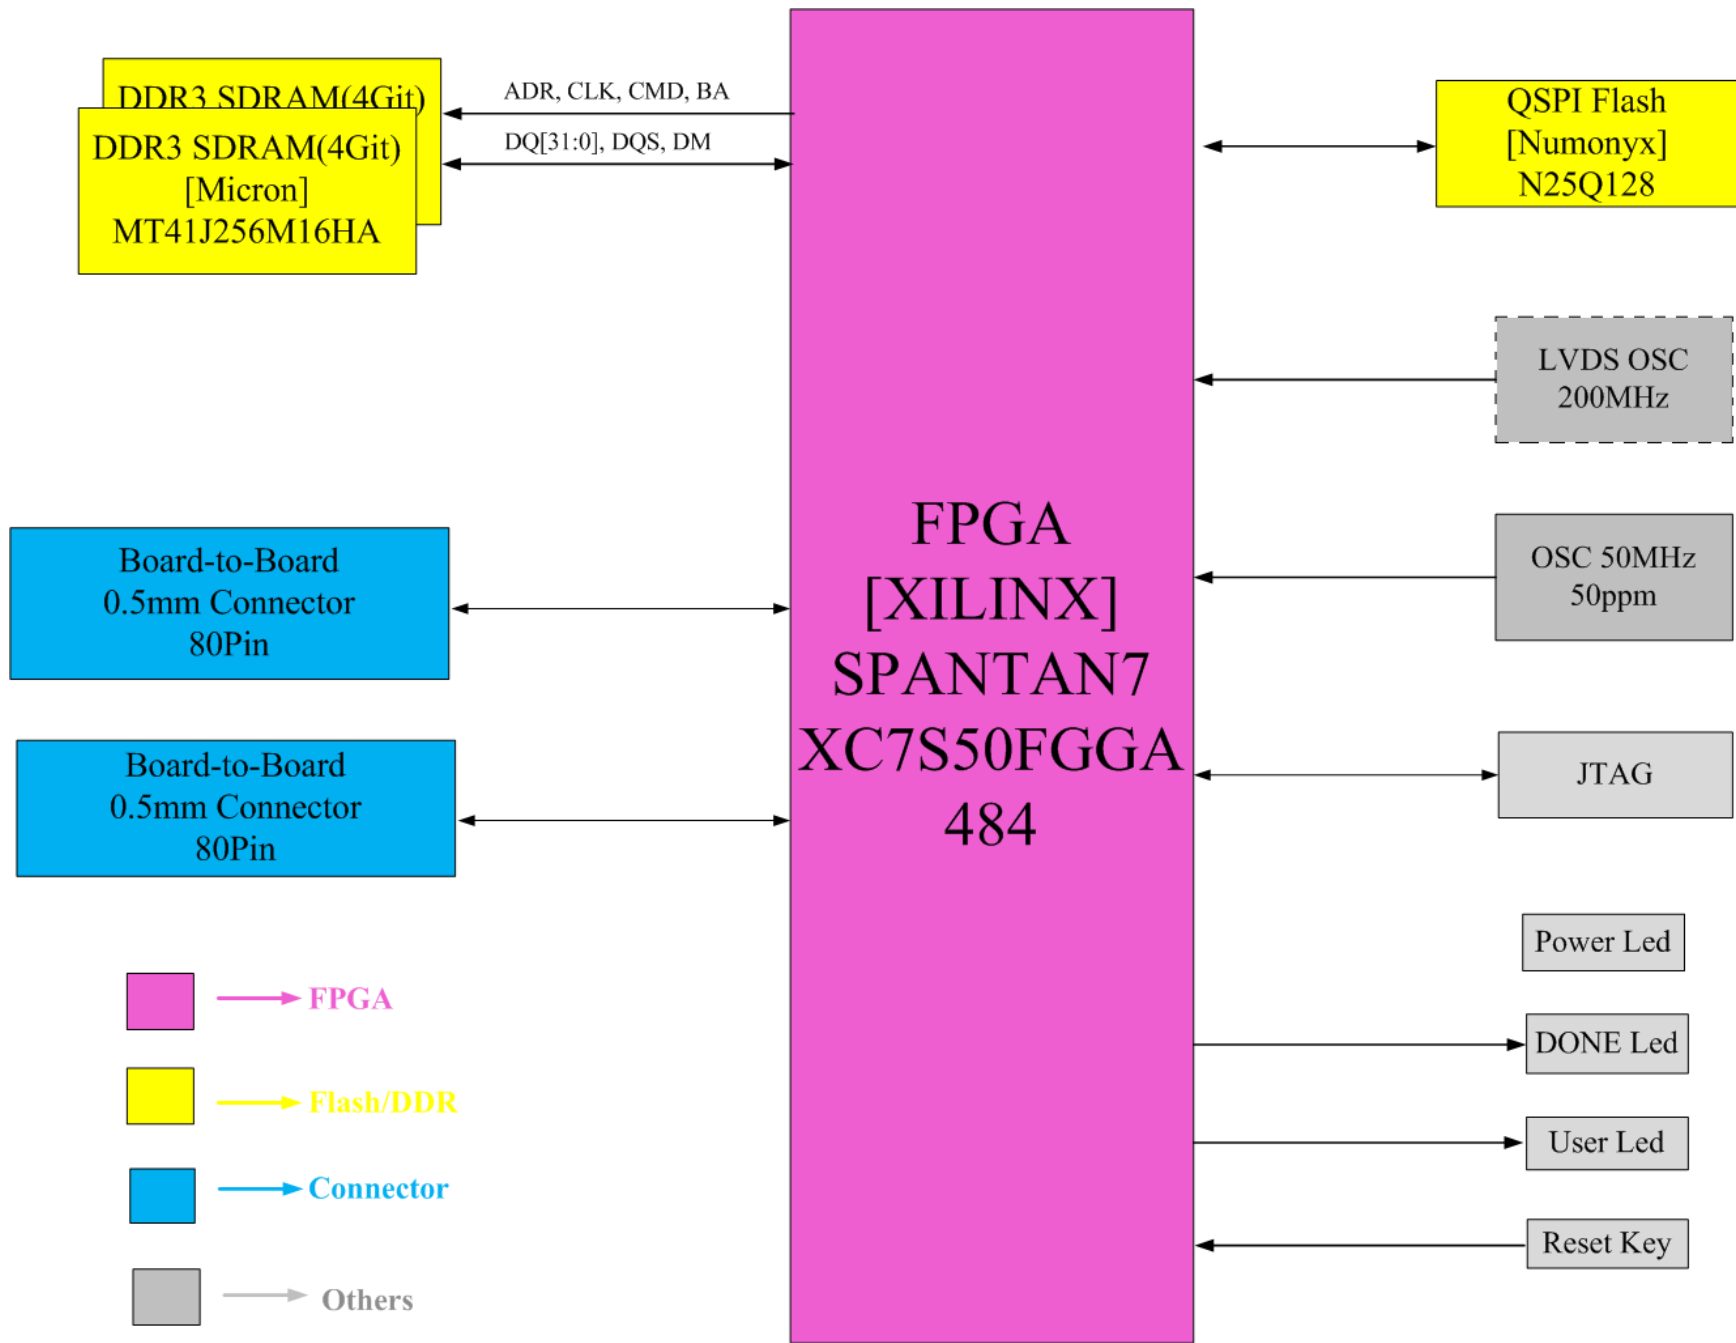 DDR3 SDRAM(4Git)
DDR3 SDRAM(4Git)
[Micron]
MT41J256M16HA
ADR, CLK, CMD, BA
DQ[31:0], DQS, DM
QSPI Flash
[Numonyx]
N25Q128
LVDS OSC
200MHz
FPGA
[XILINX]
SPANTAN7
XC7S50FGGA
484
OSC 50MHz
50ppm
Board-to-Board
0.5mm Connector
80Pin
Board-to-Board
0.5mm Connector
80Pin
JTAG
Power Led
DONE Led
User Led
Reset Key
FPGA
Flash/DDR
Connector
Others